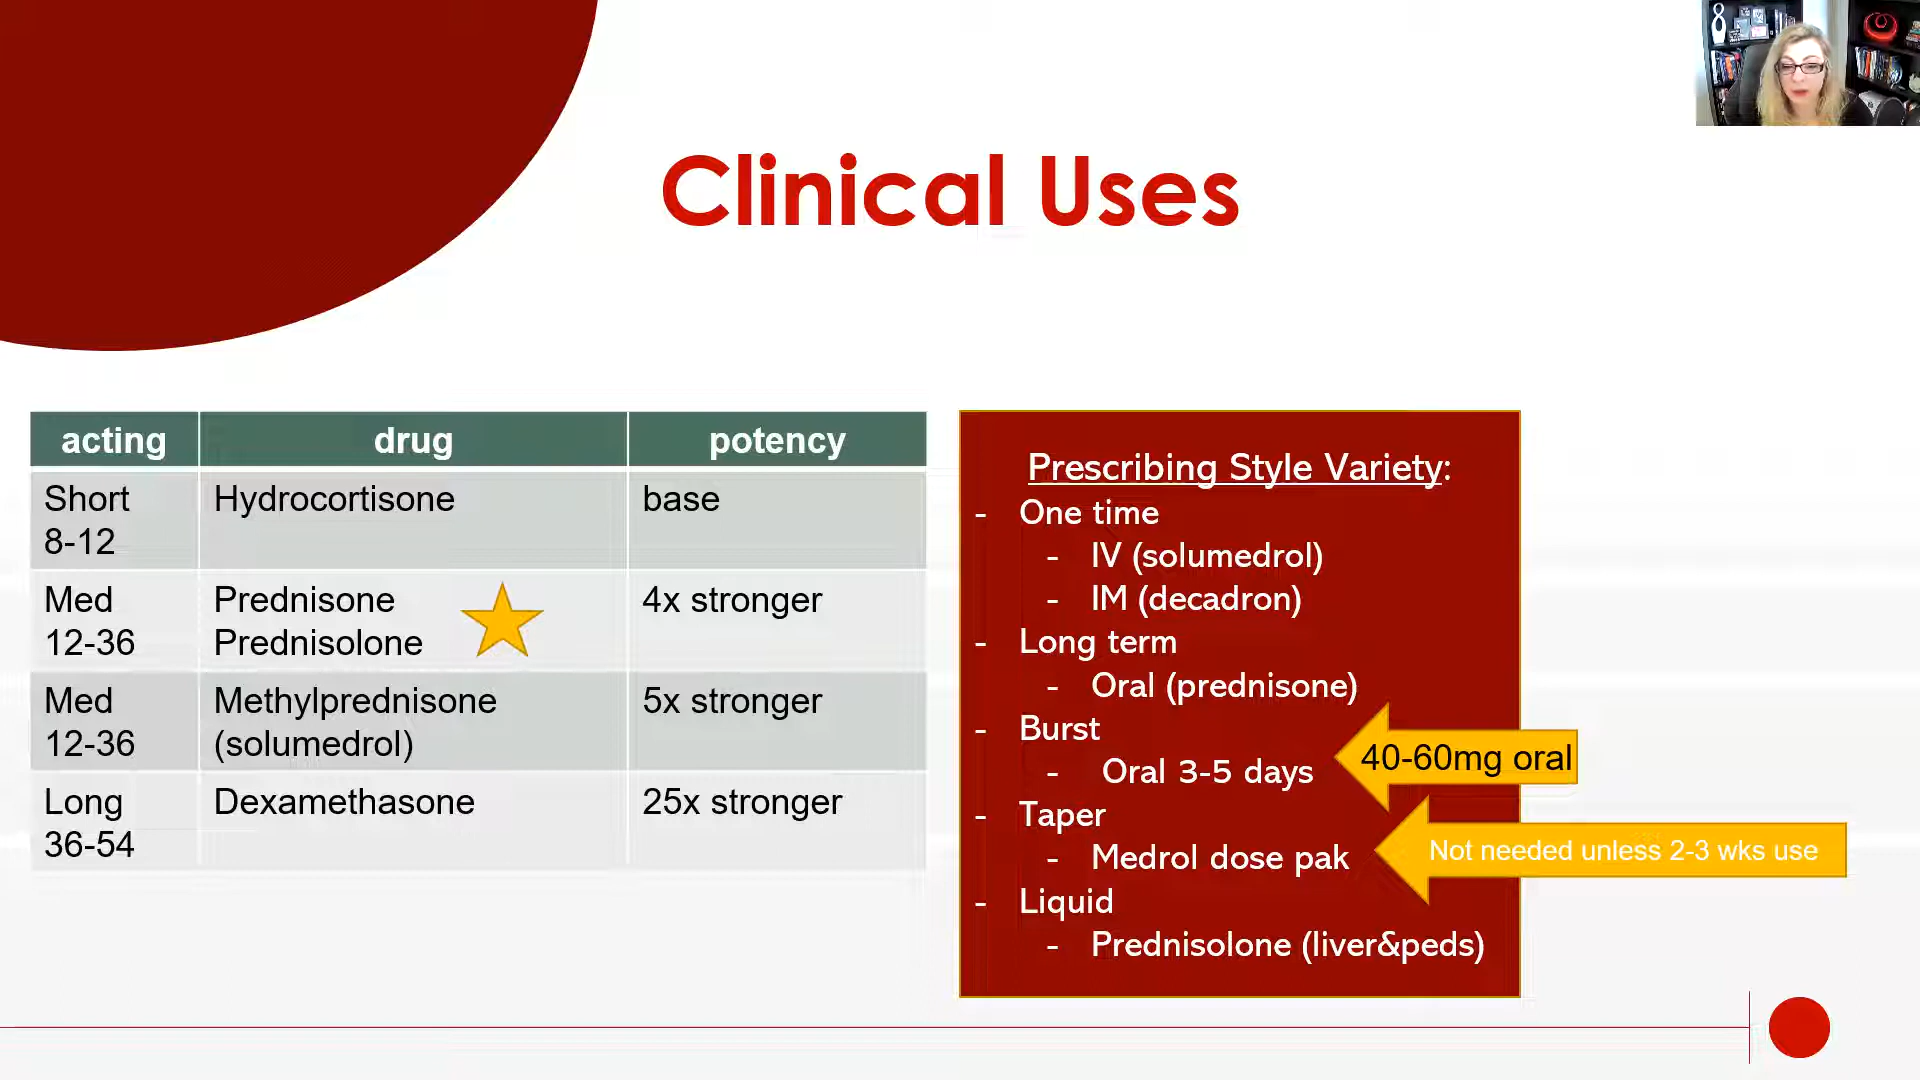 Clinical Uses
acting drug potency
Short Hydrocortisone base
8-12
Med Prednisone 4x stronger
12-36 Prednisolone
Med Methylprednisone 5x stronger
12-36 (solumedrol)
Long Dexamethasone 25x stronger
36-54
Prescribing Style Variety:
- One time
- IV (solumedrol)
- IM (decadron)
- Long term
- Oral (prednisone)
- Burst
- Oral 3-5 days
40-60mg oral
- Taper
- Medrol dose pak
Not needed unless 2-3 wks use
- Liquid
- Prednisolone (liver&peds)